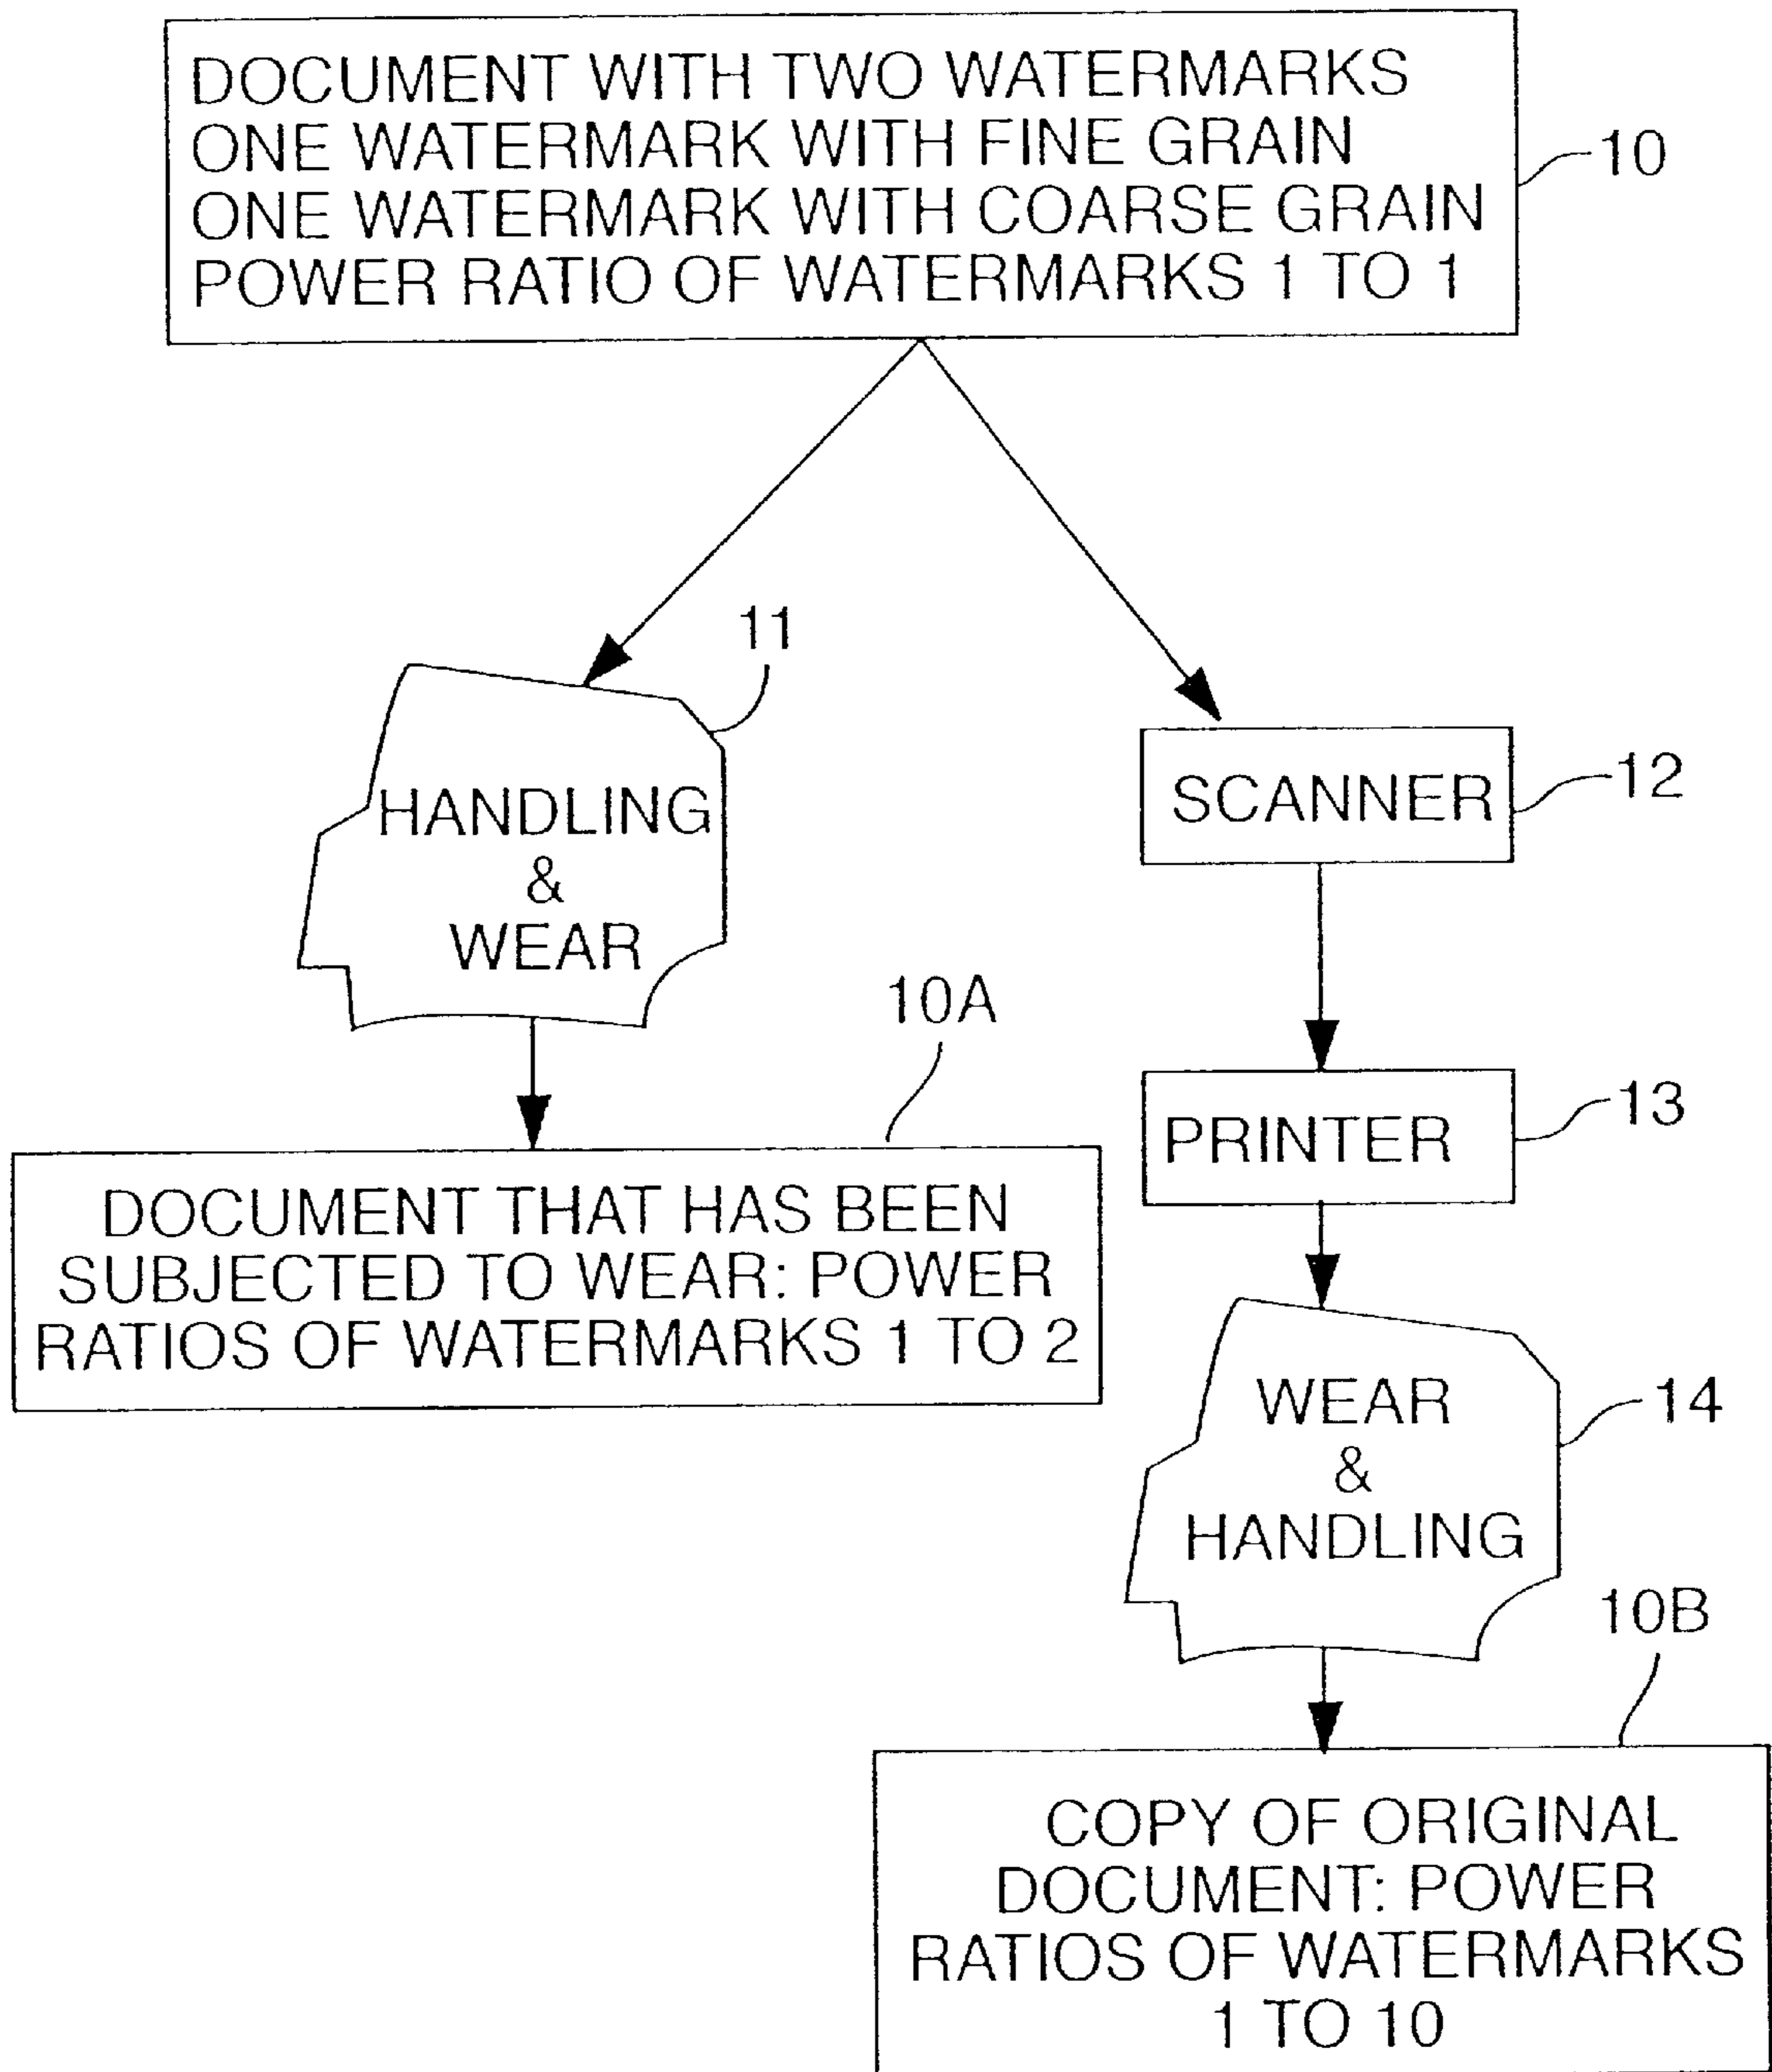 DOCUMENT WITH TWO WATERMARKS
ONE WATERMARK WITH FINE GRAIN
ONE WATERMARK WITH COARSE GRAIN
POWER RATIO OF WATERMARKS 1 TO 1
10
11
HANDLING
&
WEAR
SCANNER
12
10A
PRINTER
13
DOCUMENT THAT HAS BEEN
SUBJECTED TO WEAR: POWER
RATIOS OF WATERMARKS 1 TO 2
WEAR
&
HANDLING
14
10B
COPY OF ORIGINAL
DOCUMENT: POWER
RATIOS OF WATERMARKS
1 TO 10